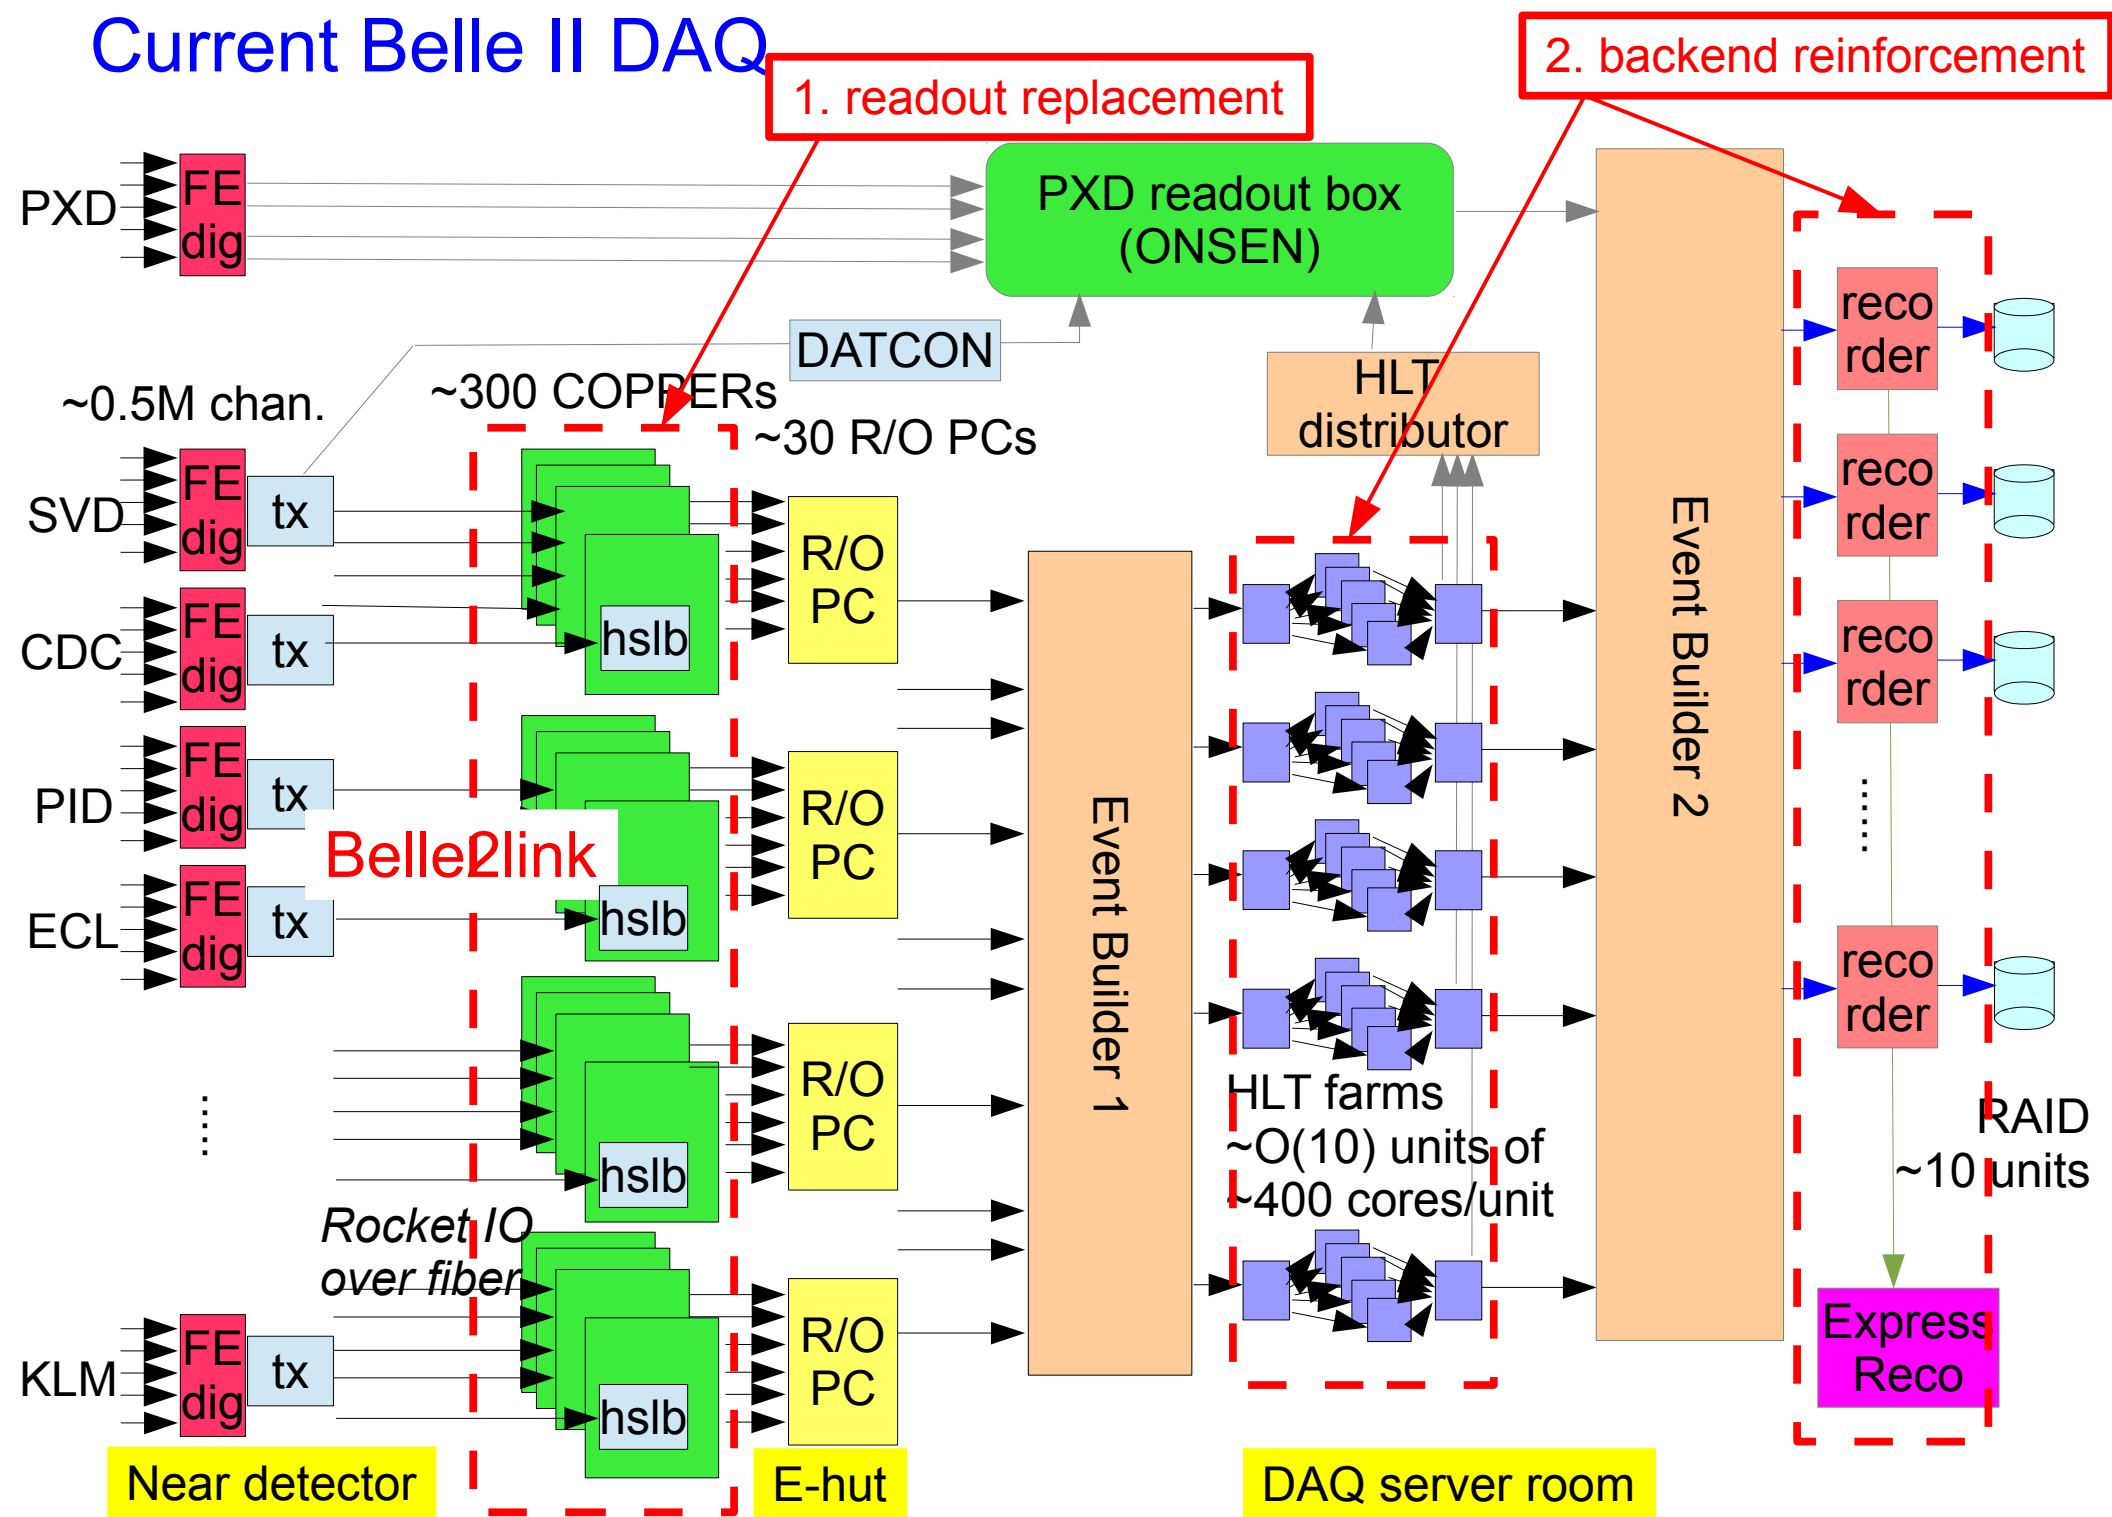 Current Belle II DAQ
1. readout replacement
2. backend reinforcement
PXD
FE
dig
PXD readout box
(ONSEN)
DATCON
HLT
distributor
~0.5M chan.
~300 COPPERs
~30 R/O PCs
SVD
FE
dig
tx
CDC
FE
dig
tx
PID
FE
dig
tx
ECL
FE
dig
tx
......
KLM
FE
dig
tx
Belle2link
Rocket IO
over fiber
hslb
hslb
hslb
hslb
R/O
PC
R/O
PC
R/O
PC
R/O
PC
Event Builder 1
HLT farms
~O(10) units of
~400 cores/unit
Event Builder 2
reco
rder
reco
rder
reco
rder
......
reco
rder
RAID
~10 units
Express
Reco
Near detector
E-hut
DAQ server room